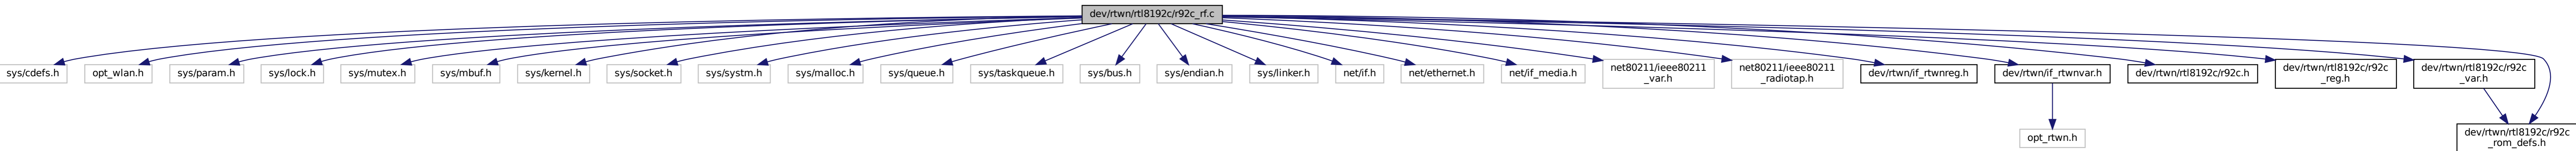 dev/rtwn/rtl8192c/r92c_rf.c
sys/cdefs.h
opt_wlan.h
sys/param.h
sys/lock.h
sys/mutex.h
sys/mbuf.h
sys/kernel.h
sys/socket.h
sys/systm.h
sys/malloc.h
sys/queue.h
sys/taskqueue.h
sys/bus.h
sys/endian.h
sys/linker.h
net/if.h
net/ethernet.h
net/if_media.h
net80211/ieee80211
_var.h
net80211/ieee80211
_radiotap.h
dev/rtwn/if_rtwnreg.h
dev/rtwn/if_rtwnvar.h
dev/rtwn/rtl8192c/r92c.h
dev/rtwn/rtl8192c/r92c
_reg.h
dev/rtwn/rtl8192c/r92c
_var.h
opt_rtwn.h
dev/rtwn/rtl8192c/r92c
_rom_defs.h